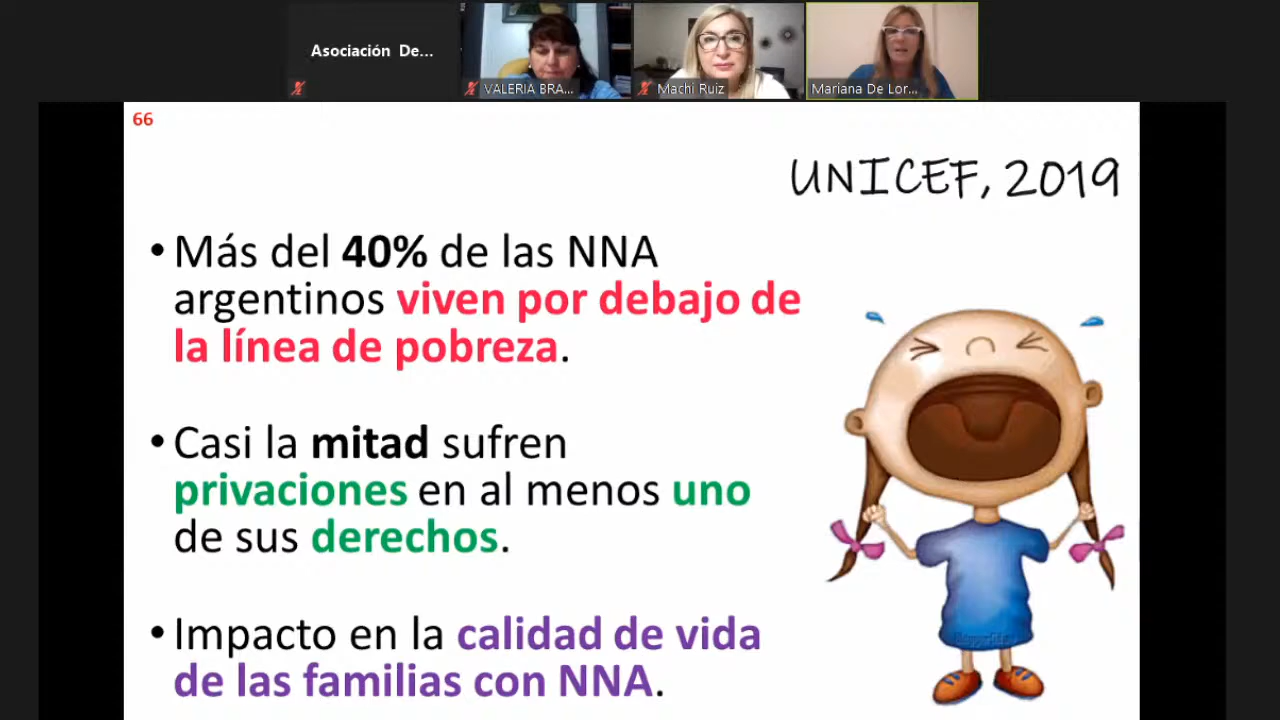 Asociación De...
VALERIA BRA...
Machi Ruiz
Mariana De Lor...
66
UNICEF, 2019
• Más del 40% de las NNA
argentinos viven por debajo de
la línea de pobreza.
• Casi la mitad sufren
privaciones en al menos uno
de sus derechos.
• Impacto en la calidad de vida
de las familias con NNA.